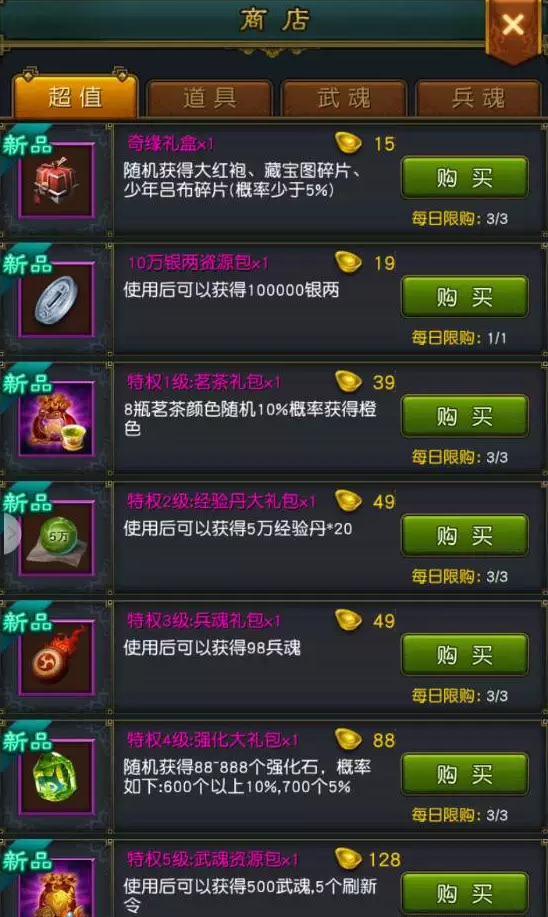 商店
超值
道具
武魂
兵魂
新品
奇缘礼盒×1
15
随机获得大红袍、藏宝图碎片、
少年吕布碎片(概率少于5%)
购买
每日限购: 3/3
新品
10万银两资源包×1
19
使用后可以获得100000银两
购买
每日限购: 1/1
新品
特权1级:茗茶礼包×1
39
8瓶茗茶颜色随机10%概率获得橙
色
购买
每日限购: 3/3
新品
特权2级:经验丹大礼包×1
49
5万
使用后可以获得5万经验丹*20
购买
每日限购: 3/3
新品
特权3级:兵魂礼包×1
49
使用后可以获得98兵魂
购买
每日限购: 3/3
新品
特权4级:强化大礼包×1
88
随机获得88~888个强化石，概率
如下:600个以上10%,700个5%
购买
每日限购: 3/3
新品
特权5级:武魂资源包×1
128
使用后可以获得500武魂,5个刷新
令
购买